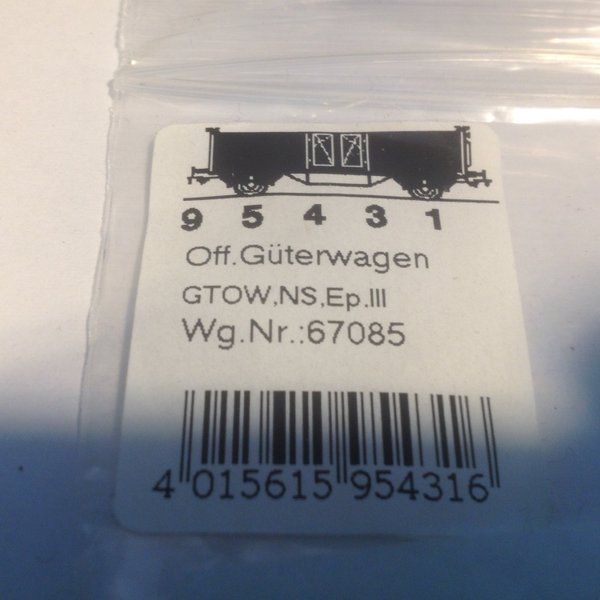 9 5 4 3 1
Off.Güterwagen
GTOW,NS,Ep.III
Wg.Nr.:67085
4 015615 954316